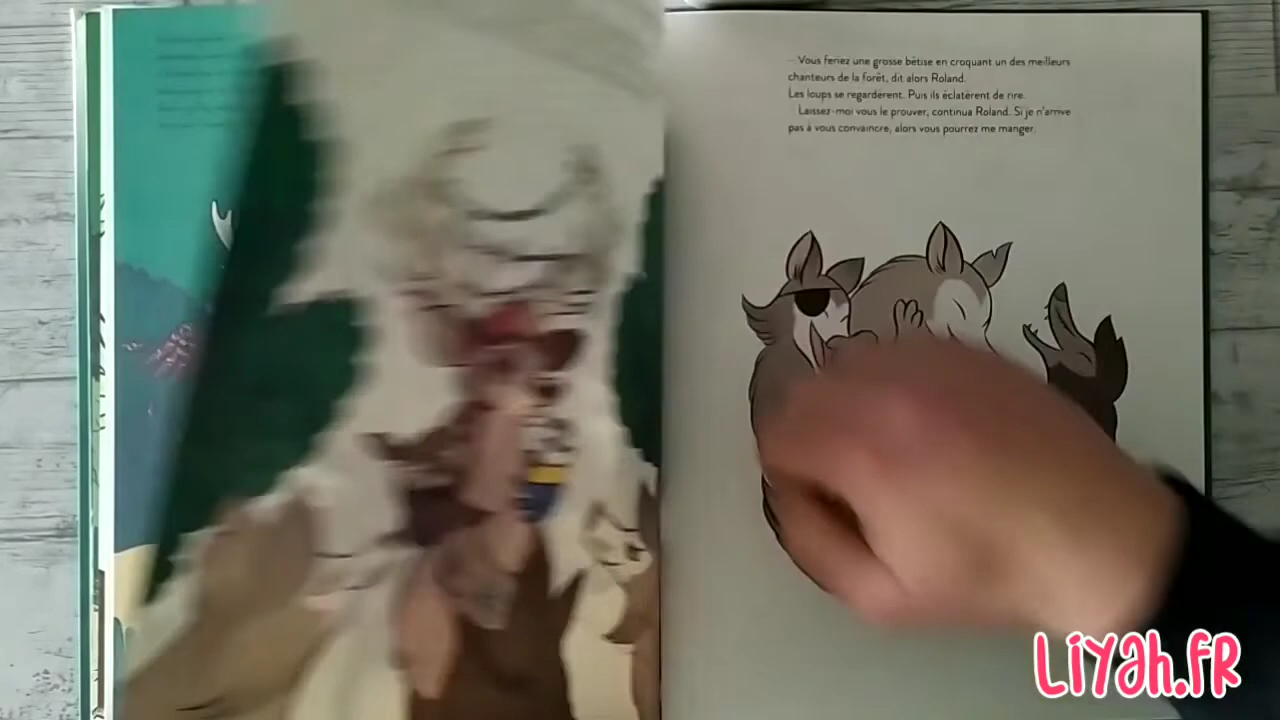 – Vous feriez une grosse bêtise en croquant un des meilleurs
chanteurs de la forêt, dit alors Roland.
Les loups se regardèrent. Puis ils éclatèrent de rire.
Laissez-moi vous le prouver, continua Roland. Si je n'arrive
pas à vous convaincre, alors vous pourrez me manger.
LiYah.fR